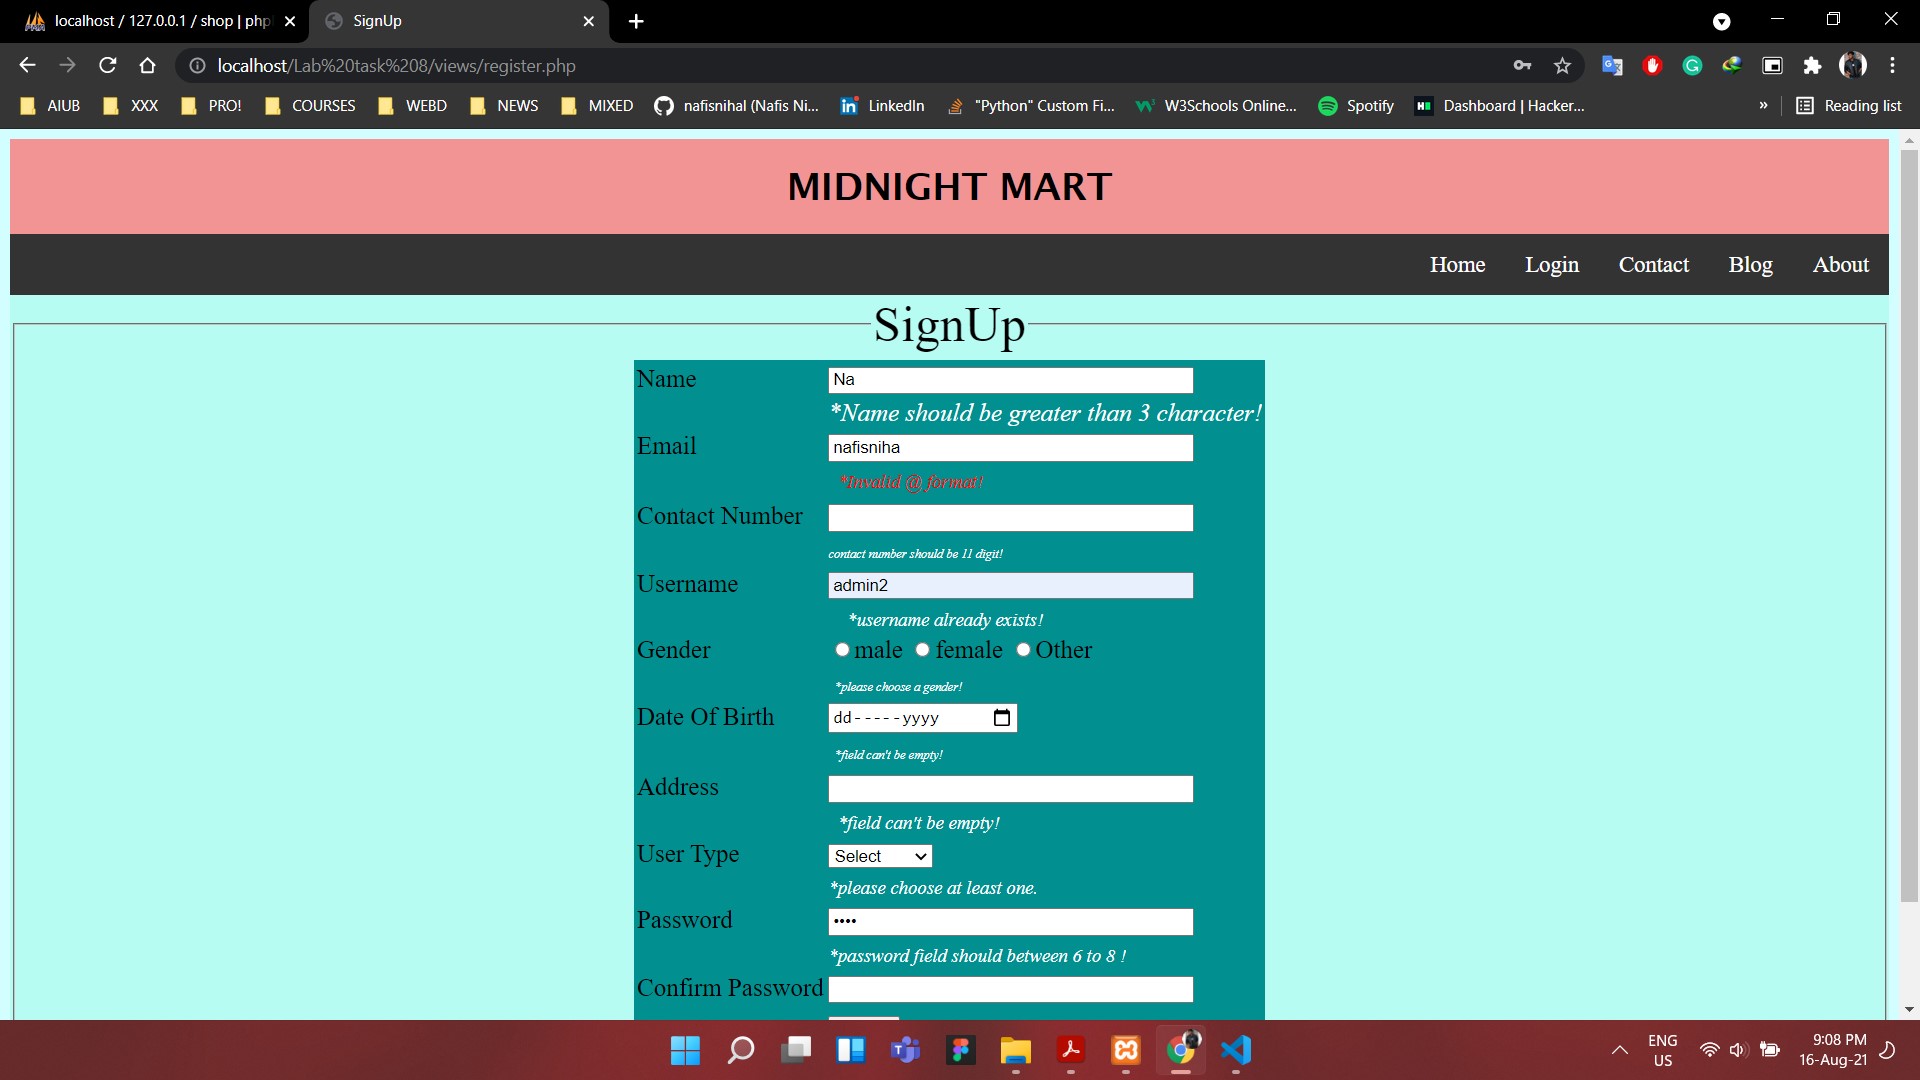 localhost / 127.0.0.1 / shop | php
SignUp
localhost/Lab%20task%208/views/register.php
AIUB XXX PRO! COURSES WEBD NEWS MIXED nafisnihal (Nafis Ni... LinkedIn "Python" Custom Fi... W3Schools Online... Spotify Dashboard | Hacker... » Reading list
MIDNIGHT MART
Home Login Contact Blog About
SignUp
Name Na
*Name should be greater than 3 character!
Email nafisniha
*Invalid @ format!
Contact Number
contact number should be 11 digit!
Username admin2
*username already exists!
Gender male female Other
*please choose a gender!
Date Of Birth dd-----yyyy
*field can't be empty!
Address
*field can't be empty!
User Type Select
*please choose at least one.
Password ••••
*password field should between 6 to 8 !
Confirm Password
ENG
US
9:08 PM
16-Aug-21